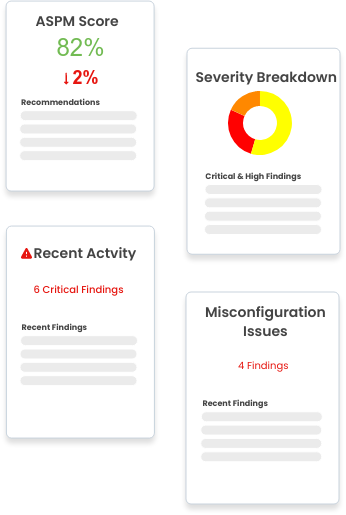 ASPM Score
82%
↓2%
Recommendations
Severity Breakdown
Critical & High Findings
Recent Actvity
6 Critical Findings
Recent Findings
Misconfiguration
Issues
4 Findings
Recent Findings